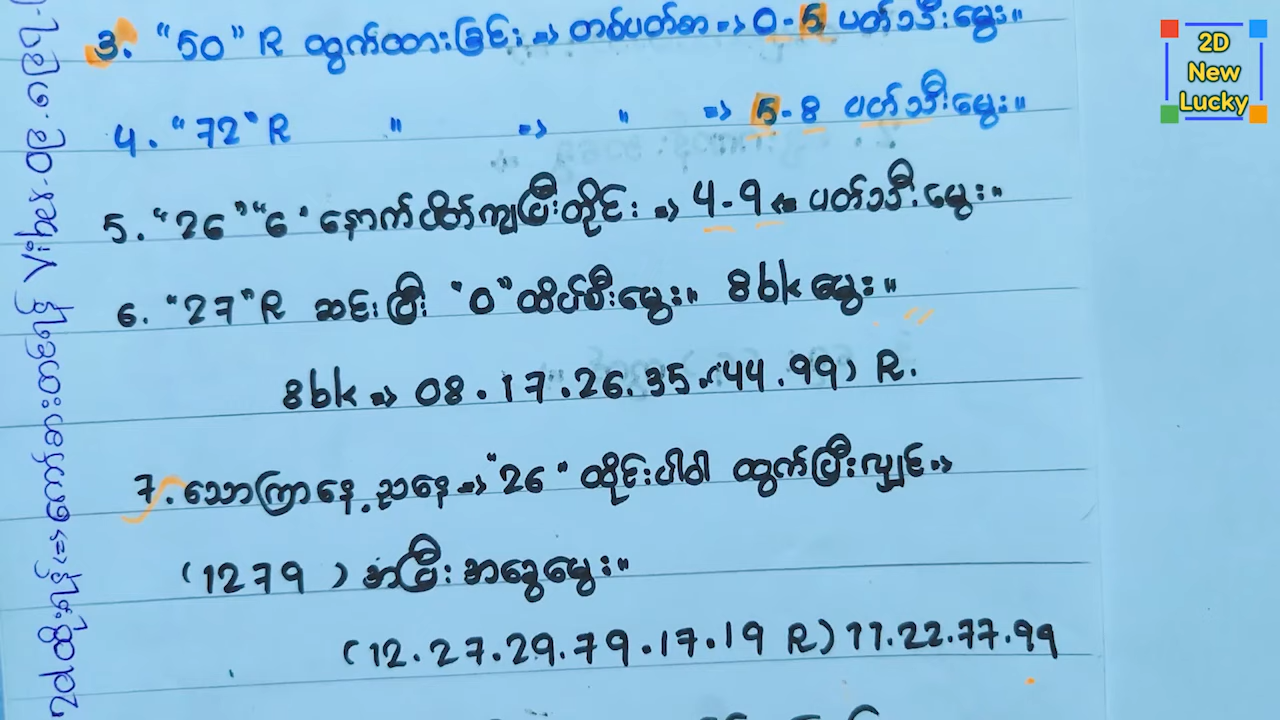 3. "50" R ထွက်ထားခြင်း => တစ်ပတ်စာ => 0-5 ပတ်သီးမွေး။
4. "72" R " => " => 5-8 ပတ်သီးမွေး။
5. "26" "6" နောက်ပိတ်ကျပြီးတိုင်း => 4-9 <= ပတ်သီးမွေး။
6. "27" R ဆင်းပြီး "0" ထိပ်စီးမွေး။ 8bk မွေး။
8bk => 08.17.26.35.(44.99) R.
7. သောကြာနေ့ညနေ => "26" ထိုင်းပါဝါ ထွက်ပြီးလျှင် =>
(1279) အပြီး အခွေမွေး။
(12.27.29.79.17.19 R) 11.22.77.99
2D
New
Lucky